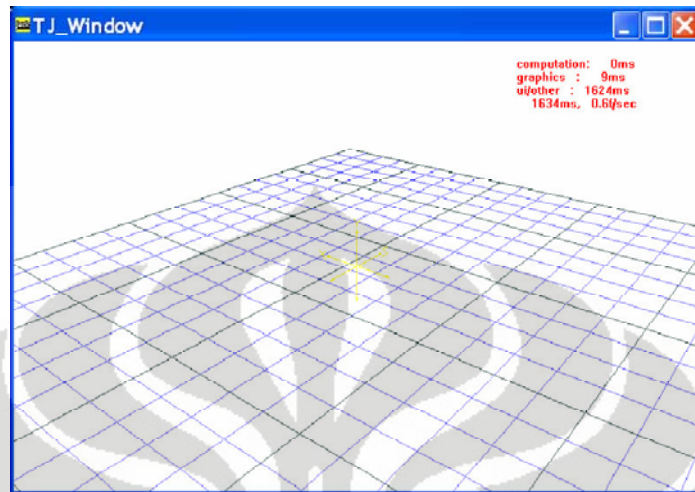 TJ_Window
computation: 0ms
graphics : 9ms
ui/other : 1624ms
1634ms, 0.6f/sec